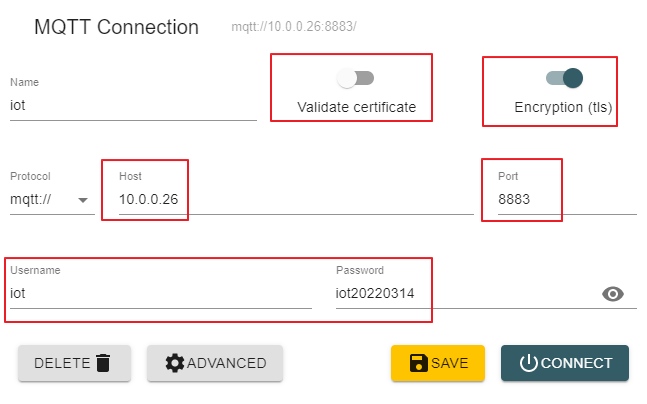 MQTT Connection mqtt://10.0.0.26:8883/
Name
iot
Validate certificate
Encryption (tls)
Protocol Host Port
mqtt:// 10.0.0.26 8883
Username Password
iot iot20220314
DELETE ADVANCED SAVE CONNECT